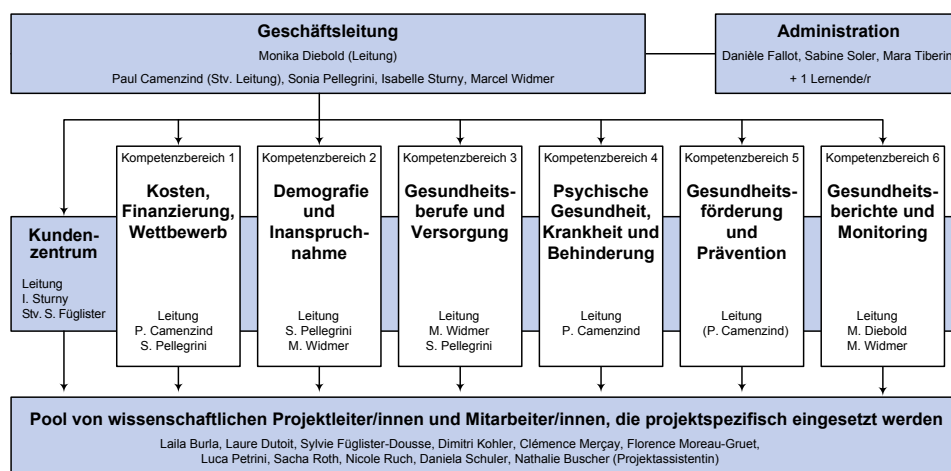 Geschäftsleitung
Monika Diebold (Leitung)
Paul Camenzind (Stv. Leitung), Sonia Pellegrini, Isabelle Sturny, Marcel Widmer
Administration
Danièle Fallot, Sabine Soler, Mara Tiberini
+ 1 Lernende/r
Kunden-
zentrum
Leitung
I. Sturny
Stv. S. Füglister
Kompetenzbereich 1
Kosten,
Finanzierung,
Wettbewerb
Leitung
P. Camenzind
S. Pellegrini
Kompetenzbereich 2
Demografie
und
Inanspruch-
nahme
Leitung
S. Pellegrini
M. Widmer
Kompetenzbereich 3
Gesundheits-
berufe und
Versorgung
Leitung
M. Widmer
S. Pellegrini
Kompetenzbereich 4
Psychische
Gesundheit,
Krankheit und
Behinderung
Leitung
P. Camenzind
Kompetenzbereich 5
Gesundheits-
förderung
und
Prävention
Leitung
(P. Camenzind)
Kompetenzbereich 6
Gesundheits-
berichte und
Monitoring
Leitung
M. Diebold
M. Widmer
Pool von wissenschaftlichen Projektleiter/innen und Mitarbeiter/innen, die projektspezifisch eingesetzt werden
Laila Burla, Laure Dutoit, Sylvie Füglister-Dousse, Dimitri Kohler, Clémence Merçay, Florence Moreau-Gruet,
Luca Petrini, Sacha Roth, Nicole Ruch, Daniela Schuler, Nathalie Buscher (Projektassistentin)